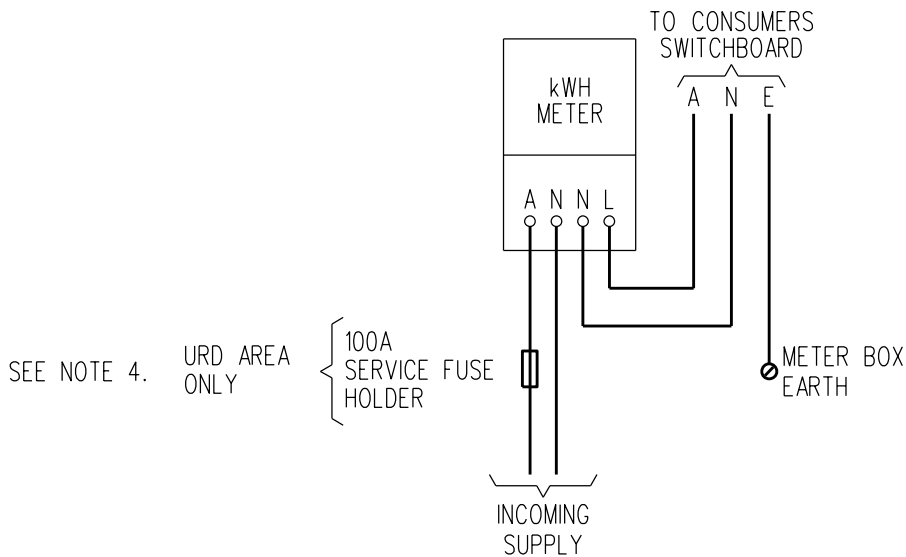 TO CONSUMERS
SWITCHBOARD
A N E
kWH
METER
A N N L
SEE NOTE 4.
URD AREA
ONLY
100A
SERVICE FUSE
HOLDER
METER BOX
EARTH
INCOMING
SUPPLY